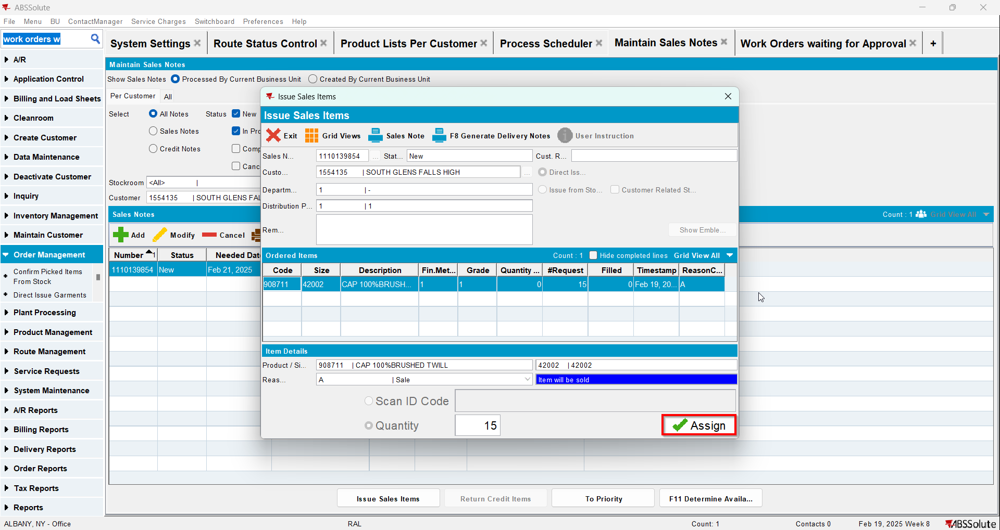 ABSSolute
File Menu BU ContactManager Service Charges Switchboard Preferences Help
work orders w
System Settings
Route Status Control
Product Lists Per Customer
Process Scheduler
Maintain Sales Notes
Work Orders waiting for Approval
+
A/R
Application Control
Billing and Load Sheets
Cleanroom
Create Customer
Data Maintenance
Deactivate Customer
Inquiry
Inventory Management
Maintain Customer
Order Management
Confirm Picked Items
From Stock
Direct Issue Garments
Plant Processing
Product Management
Route Management
Service Requests
System Maintenance
A/R Reports
Billing Reports
Delivery Reports
Order Reports
Tax Reports
Reports
Maintain Sales Notes
Show Sales Notes Processed By Current Business Unit Created By Current Business Unit
Per Customer All
Select All Notes Status New
Sales Notes In Pro
Credit Notes Comp
Canc
Stockroom <All> |
Customer 1554135 | SOUTH GLENS FAL
Sales Notes
Count : 1 Grid View All
Add Modify Cancel
Number 1 Status Needed Dat
1110139854 New Feb 21, 2025
Issue Sales Items
Issue Sales Items
Exit Grid Views Sales Note F8 Generate Delivery Notes User Instruction
Sales N... 1110139854 ... Stat... New Cust. R...
Custo... 1554135 | SOUTH GLENS FALLS HIGH ... Direct Iss...
Departm... 1 | - Issue from Sto... Customer Related St...
Distribution P... 1 | 1
Rem... Show Emble...
Ordered Items Count : 1 Hide completed lines Grid View All
Code Size Description Fin.Met... Grade Quantity ... #Request Filled Timestamp ReasonC...
908711 42002 CAP 100%BRUSH... 1 1 0 15 0 Feb 19, 20... A
Item Details
Product / Si... 908711 | CAP 100%BRUSHED TWILL 42002 | 42002
Reas... A | Sale Item will be sold
Scan ID Code
Quantity 15 Assign
Issue Sales Items Return Credit Items To Priority F11 Determine Availa...
ALBANY, NY - Office RAL Count: 1 Contacts 0 Feb 19, 2025 Week 8 ABSSolute